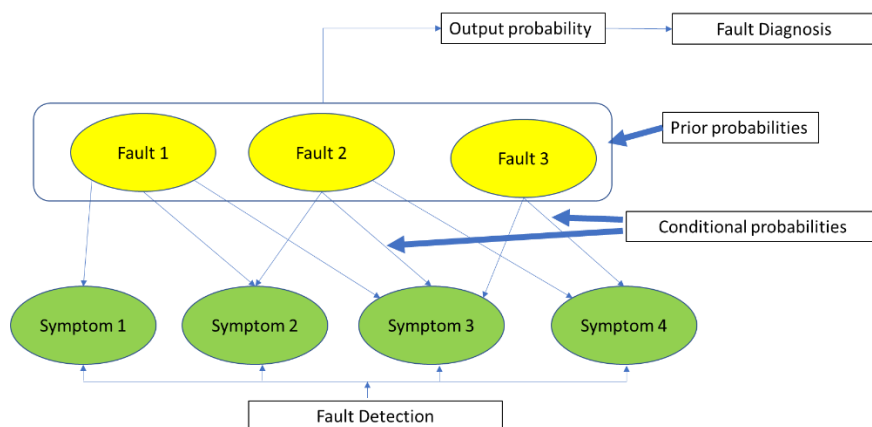 Output probability
Fault Diagnosis
Prior probabilities
Fault 1
Fault 2
Fault 3
Conditional probabilities
Symptom 1
Symptom 2
Symptom 3
Symptom 4
Fault Detection